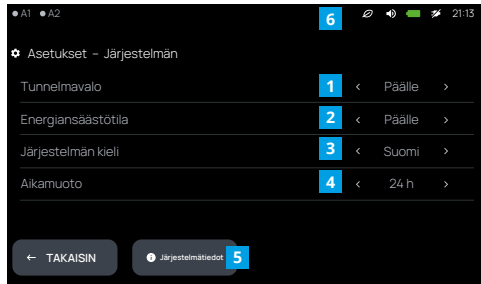 A1 A2 6 21:13
Asetukset – Järjestelmän
Tunnelmavalo 1 < Päälle >
Energiansäästötila 2 < Päälle >
Järjestelmän kieli 3 < Suomi >
Aikamuoto 4 < 24 h >
← TAKAISIN Järjestelmätiedot 5